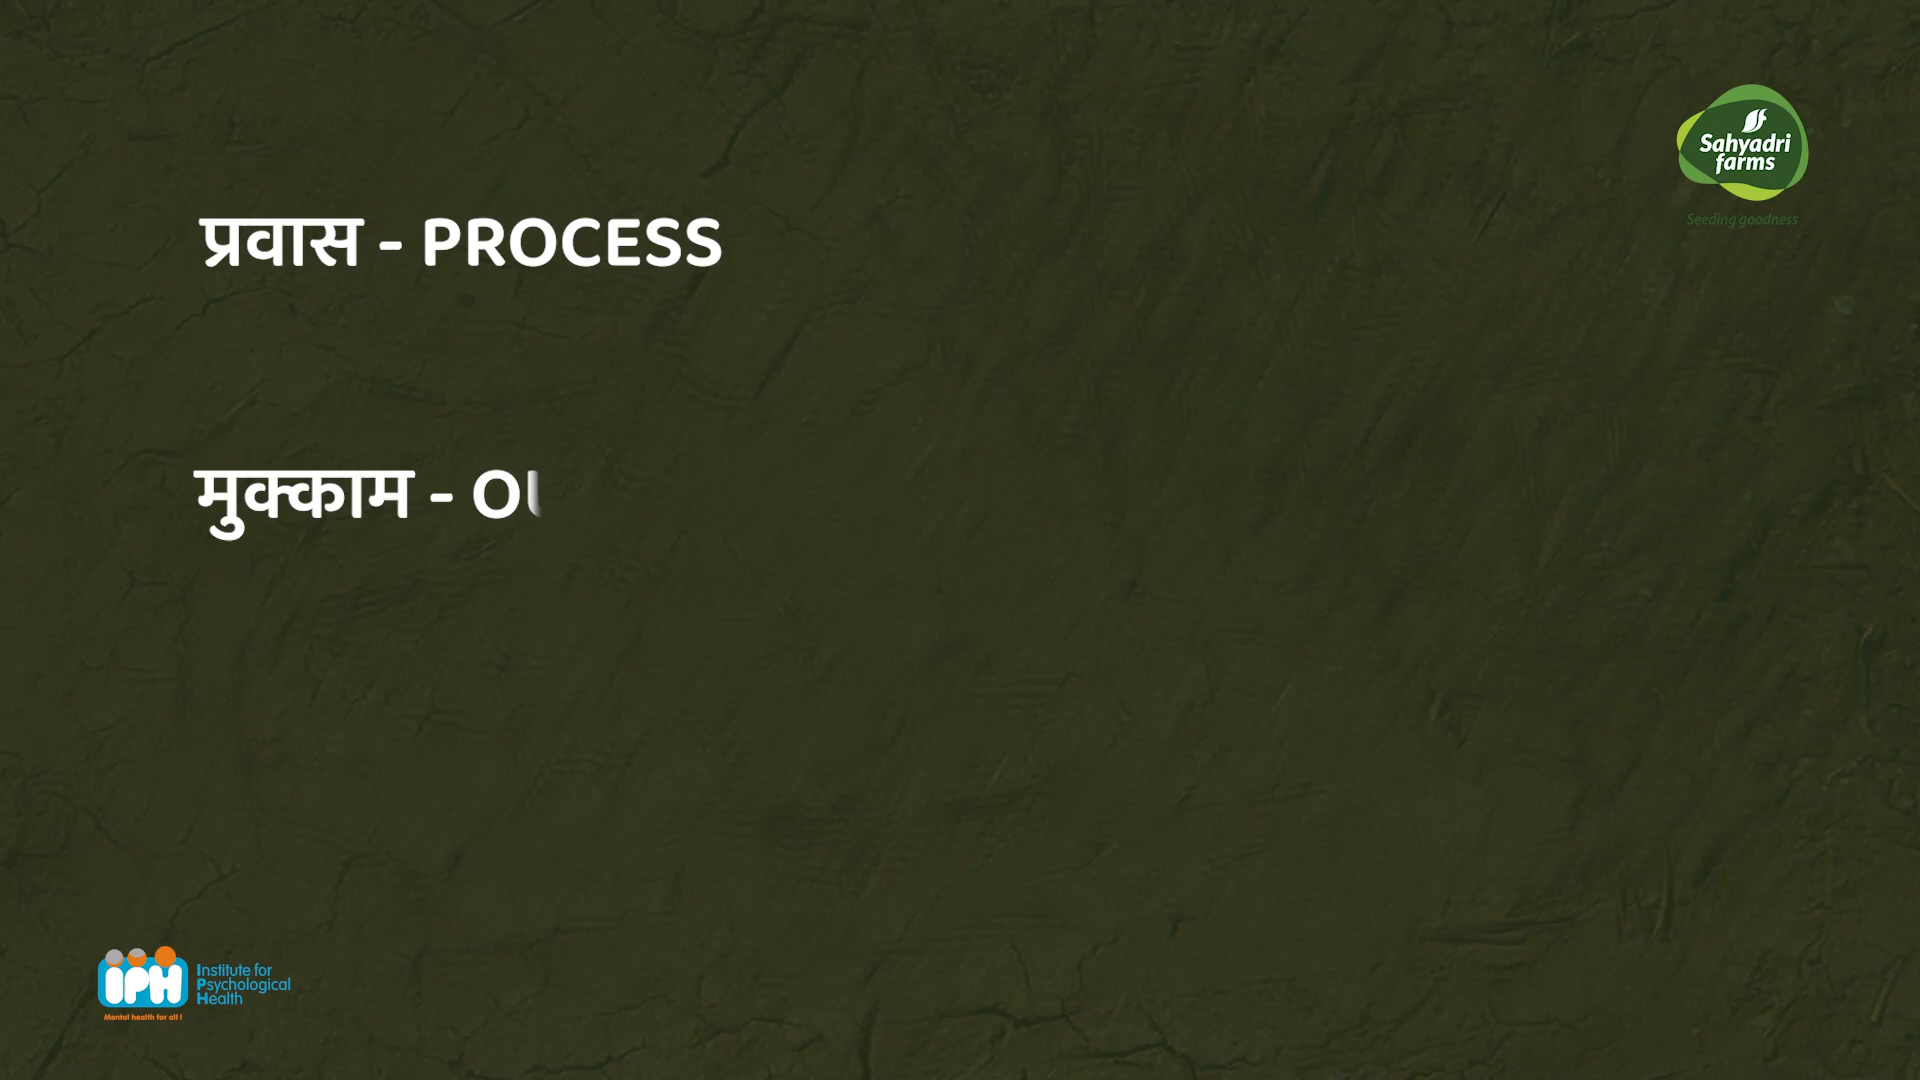 Sahyadri
farms
Seeding goodness
प्रवास - PROCESS
मुक्काम -
IPH
Institute for
Psychological
Health
Mental health for all !